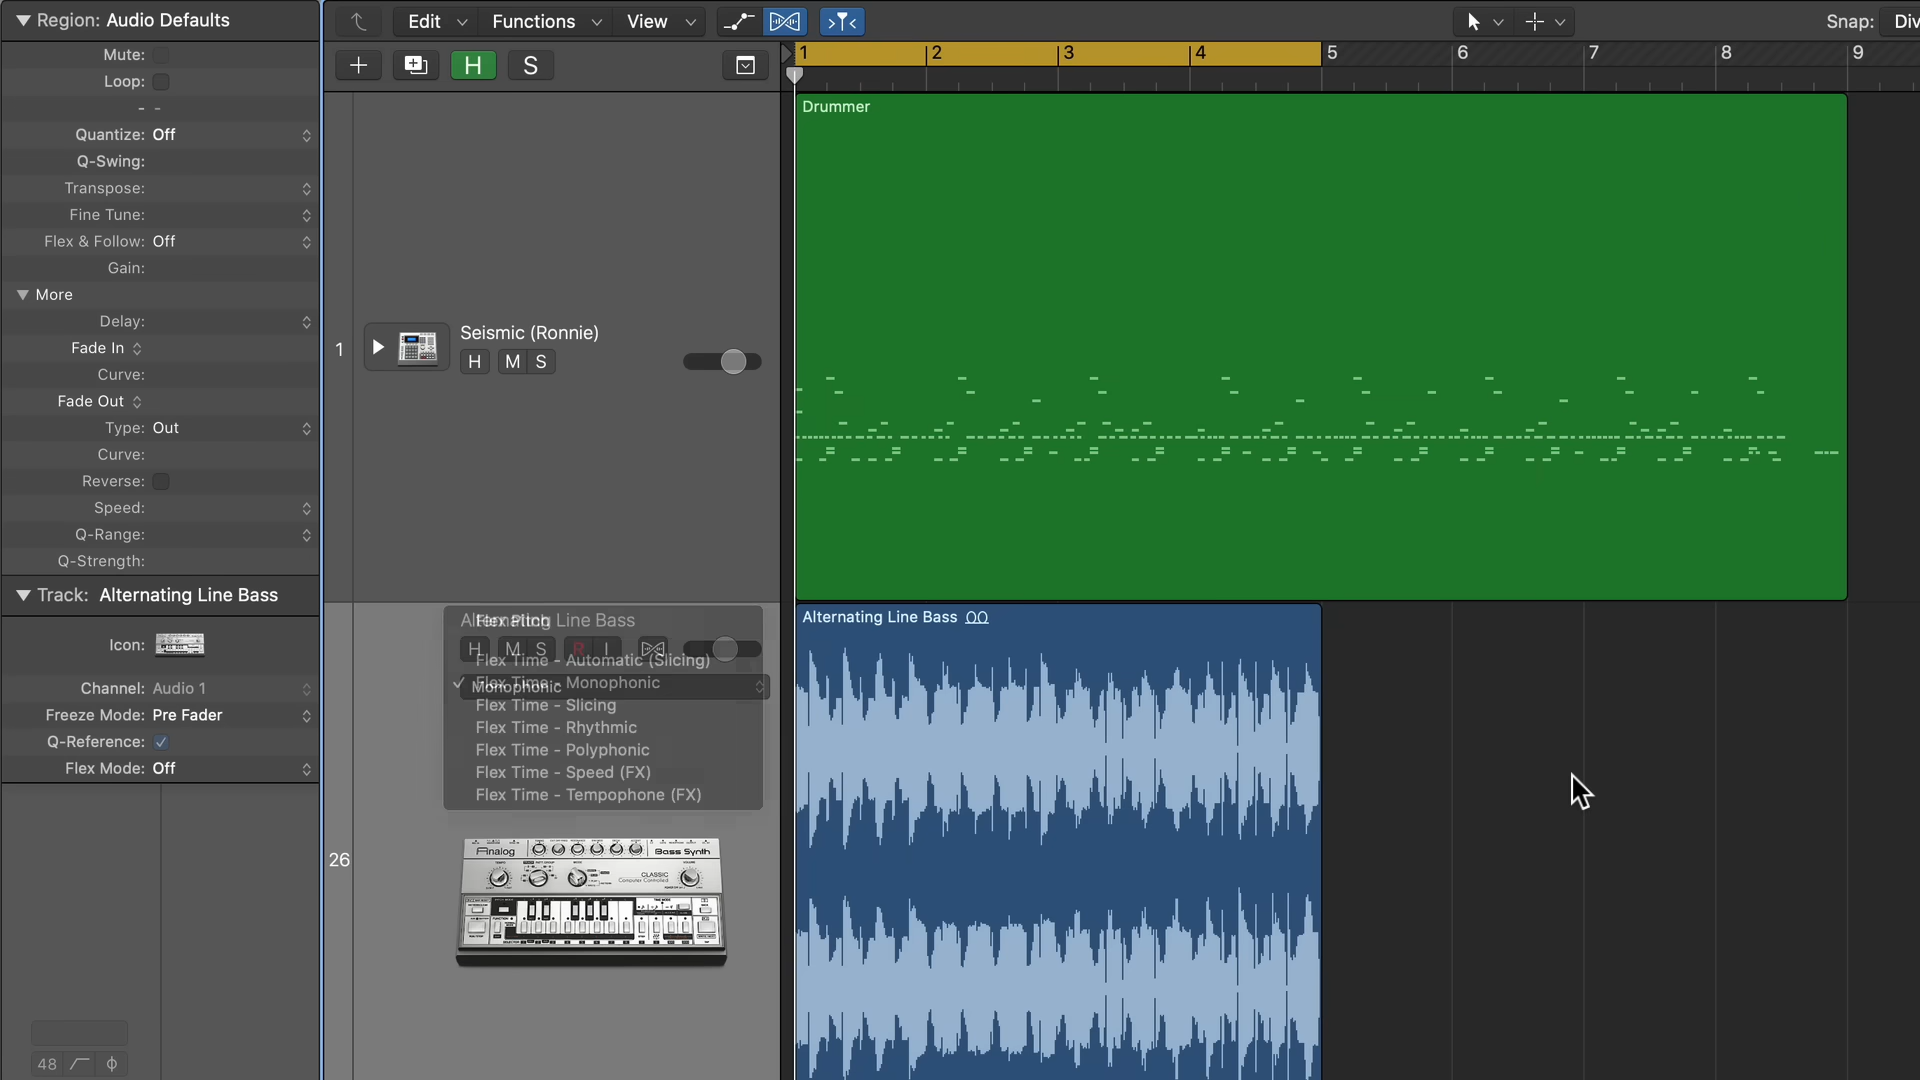 Region: Audio Defaults
Edit
Functions
View
Snap: Div
Mute:
Loop:
- -
Quantize: Off
Q-Swing:
Transpose:
Fine Tune:
Flex & Follow: Off
Gain:
More
Delay:
Fade In
Curve:
Fade Out
Type: Out
Curve:
Reverse:
Speed:
Q-Range:
Q-Strength:
Track: Alternating Line Bass
Icon:
Channel: Audio 1
Freeze Mode: Pre Fader
Q-Reference:
Flex Mode: Off
48
H S
1 2 3 4 5 6 7 8 9
Drummer
1
Seismic (Ronnie)
H M S
Alternating Line Bass
Flex Pitch
H M S R I
Flex Time - Automatic (Slicing)
Monophonic
Flex Time - Monophonic
Flex Time - Slicing
Flex Time - Rhythmic
Flex Time - Polyphonic
Flex Time - Speed (FX)
Flex Time - Tempophone (FX)
26
Analog
Bass Synth
CLASSIC
Computer Controlled
Alternating Line Bass